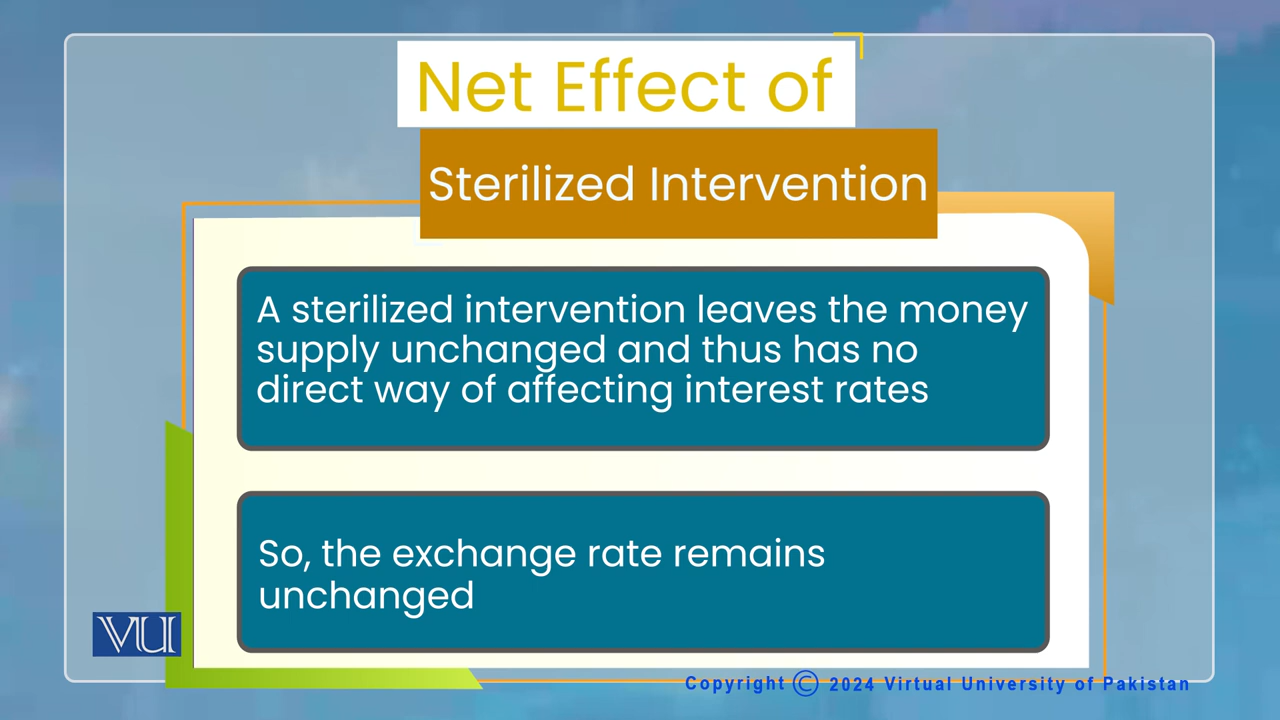 Net Effect of
Sterilized Intervention
A sterilized intervention leaves the money
supply unchanged and thus has no
direct way of affecting interest rates
So, the exchange rate remains
unchanged
VU
Copyright © 2024 Virtual University of Pakistan